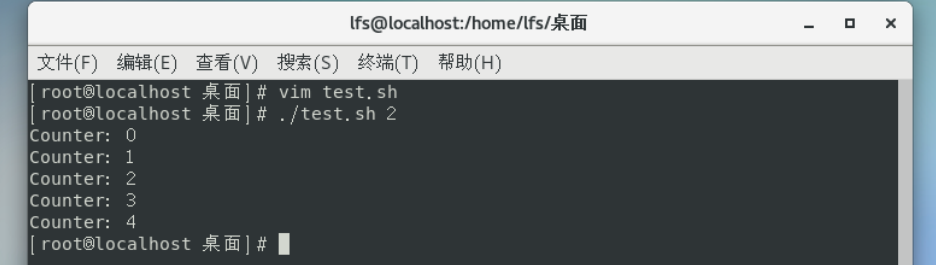 lfs@localhost:/home/lfs/桌面
文件(F) 编辑(E) 查看(V) 搜索(S) 终端(T) 帮助(H)
[root@localhost 桌面]# vim test.sh
[root@localhost 桌面]# ./test.sh 2
Counter: 0
Counter: 1
Counter: 2
Counter: 3
Counter: 4
[root@localhost 桌面]#